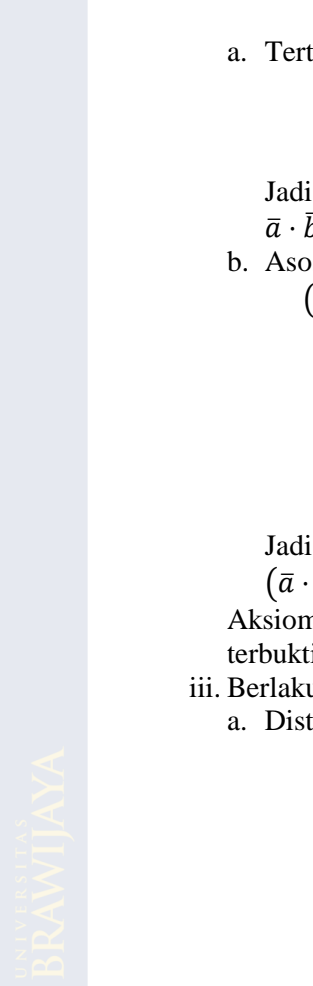 a. Tert
Jadi
ā · b̄
b. Aso
(
Jadi
(ā ·
Aksiom
terbukti
iii. Berlaku
a. Dist
UNIVERSITAS
BRAWIJAYA